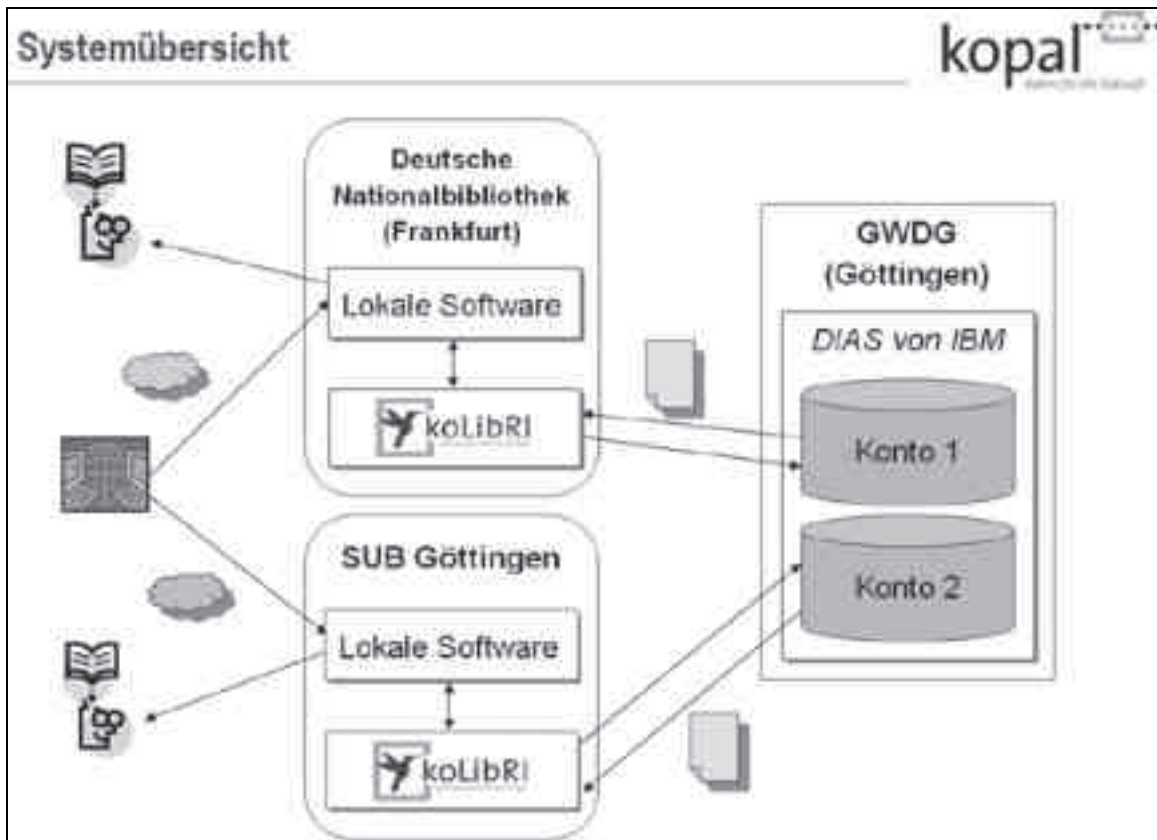 Systemübersicht
kopal
Deutsche
Nationalbibliothek
(Frankfurt)
Lokale Software
koLibRI
SUB Göttingen
Lokale Software
koLibRI
GWDG
(Göttingen)
DIAS von IBM
Konto 1
Konto 2